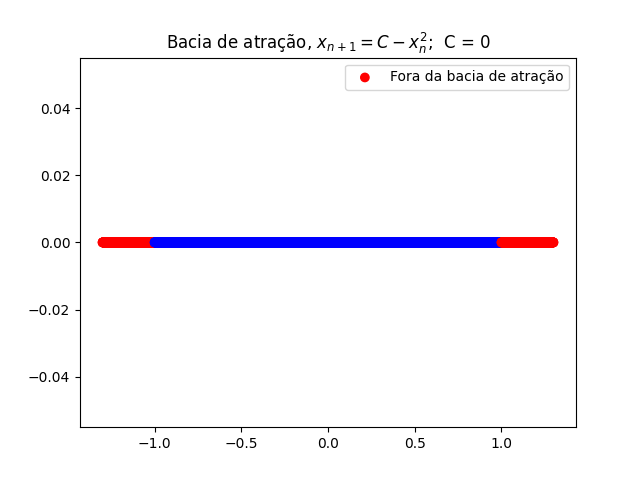 Bacia de atração, $x_{n+1} = C - x_n^2$;  C = 0
Fora da bacia de atração
0.04
0.02
0.00
−0.02
−0.04
−1.0 −0.5 0.0 0.5 1.0